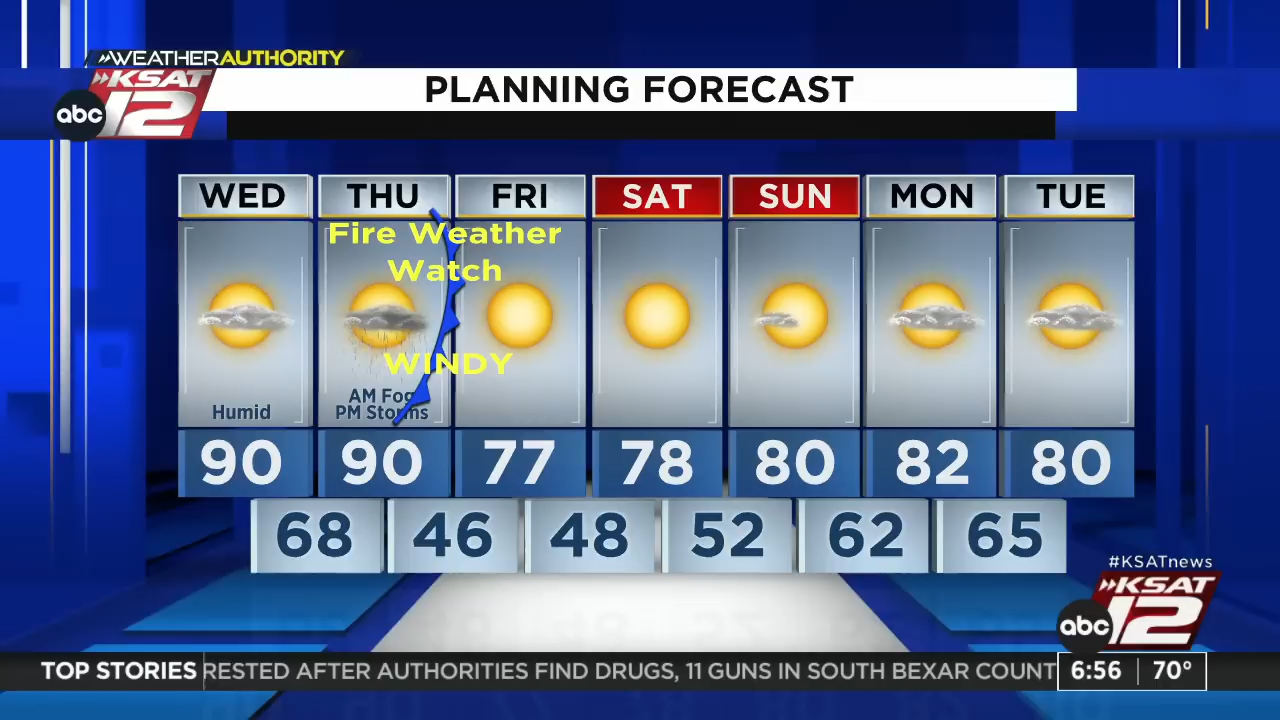 »WEATHERAUTHORITY
»KSAT
abc 12
PLANNING FORECAST
WED THU FRI SAT SUN MON TUE
Fire Weather
Watch
WINDY
Humid
AM Fog
PM Storms
90 90 77 78 80 82 80
68 46 48 52 62 65
#KSATnews
»KSAT
abc 12
TOP STORIES RESTED AFTER AUTHORITIES FIND DRUGS, 11 GUNS IN SOUTH BEXAR COUNT 6:56 70°